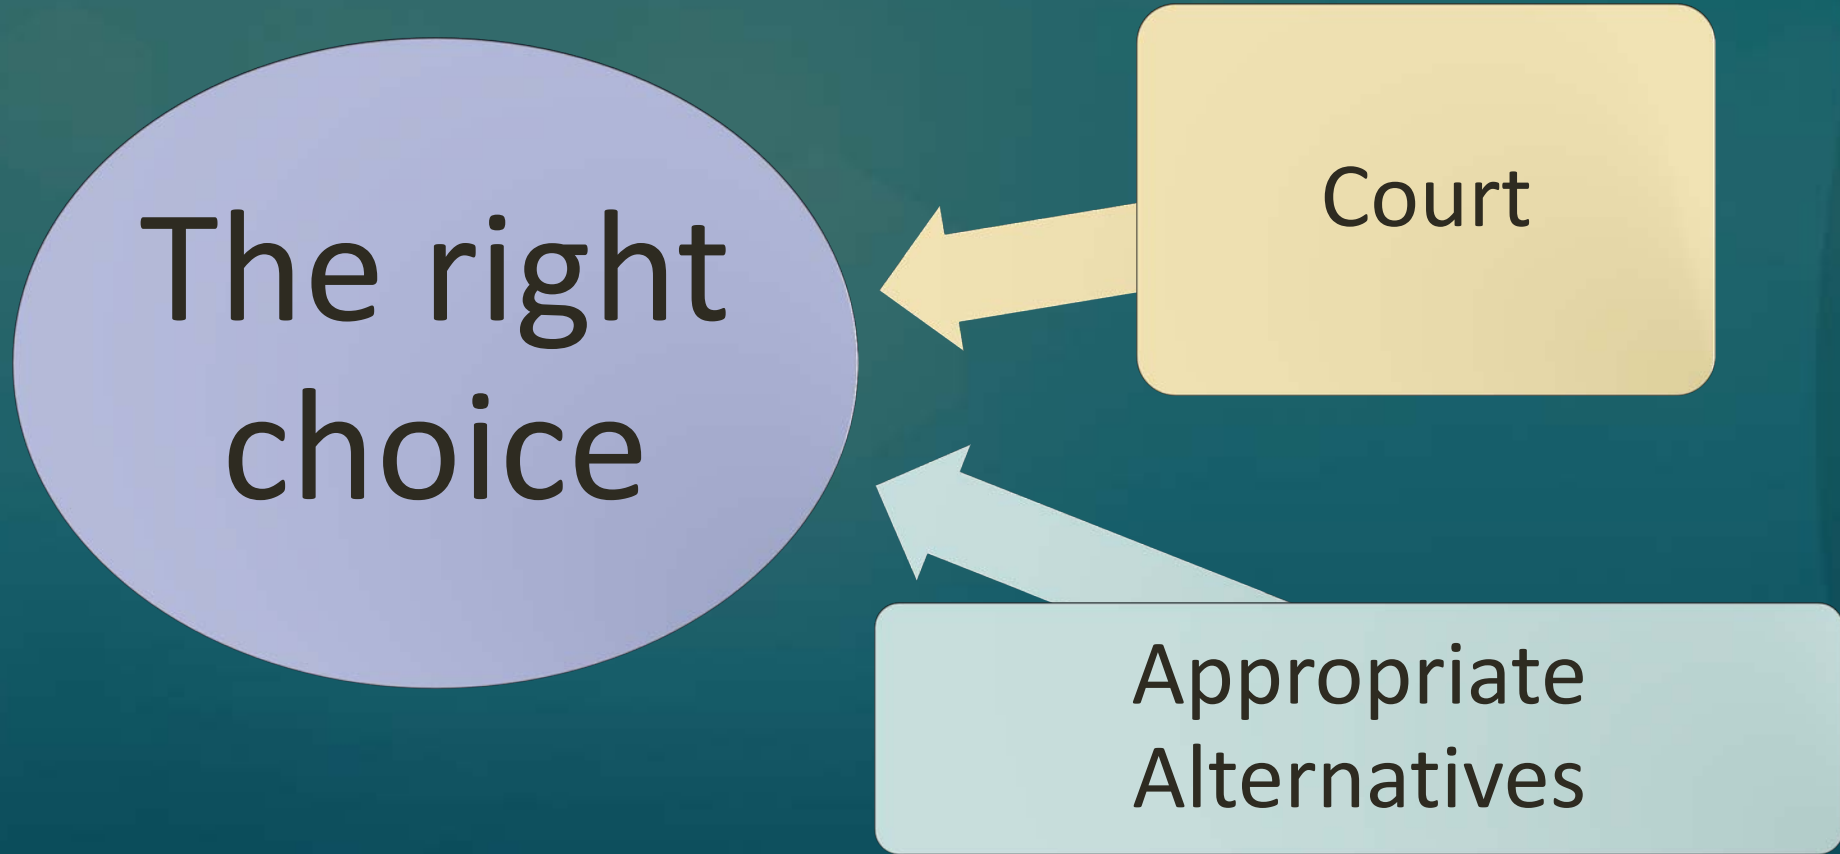 The right
choice
Court
Appropriate
Alternatives